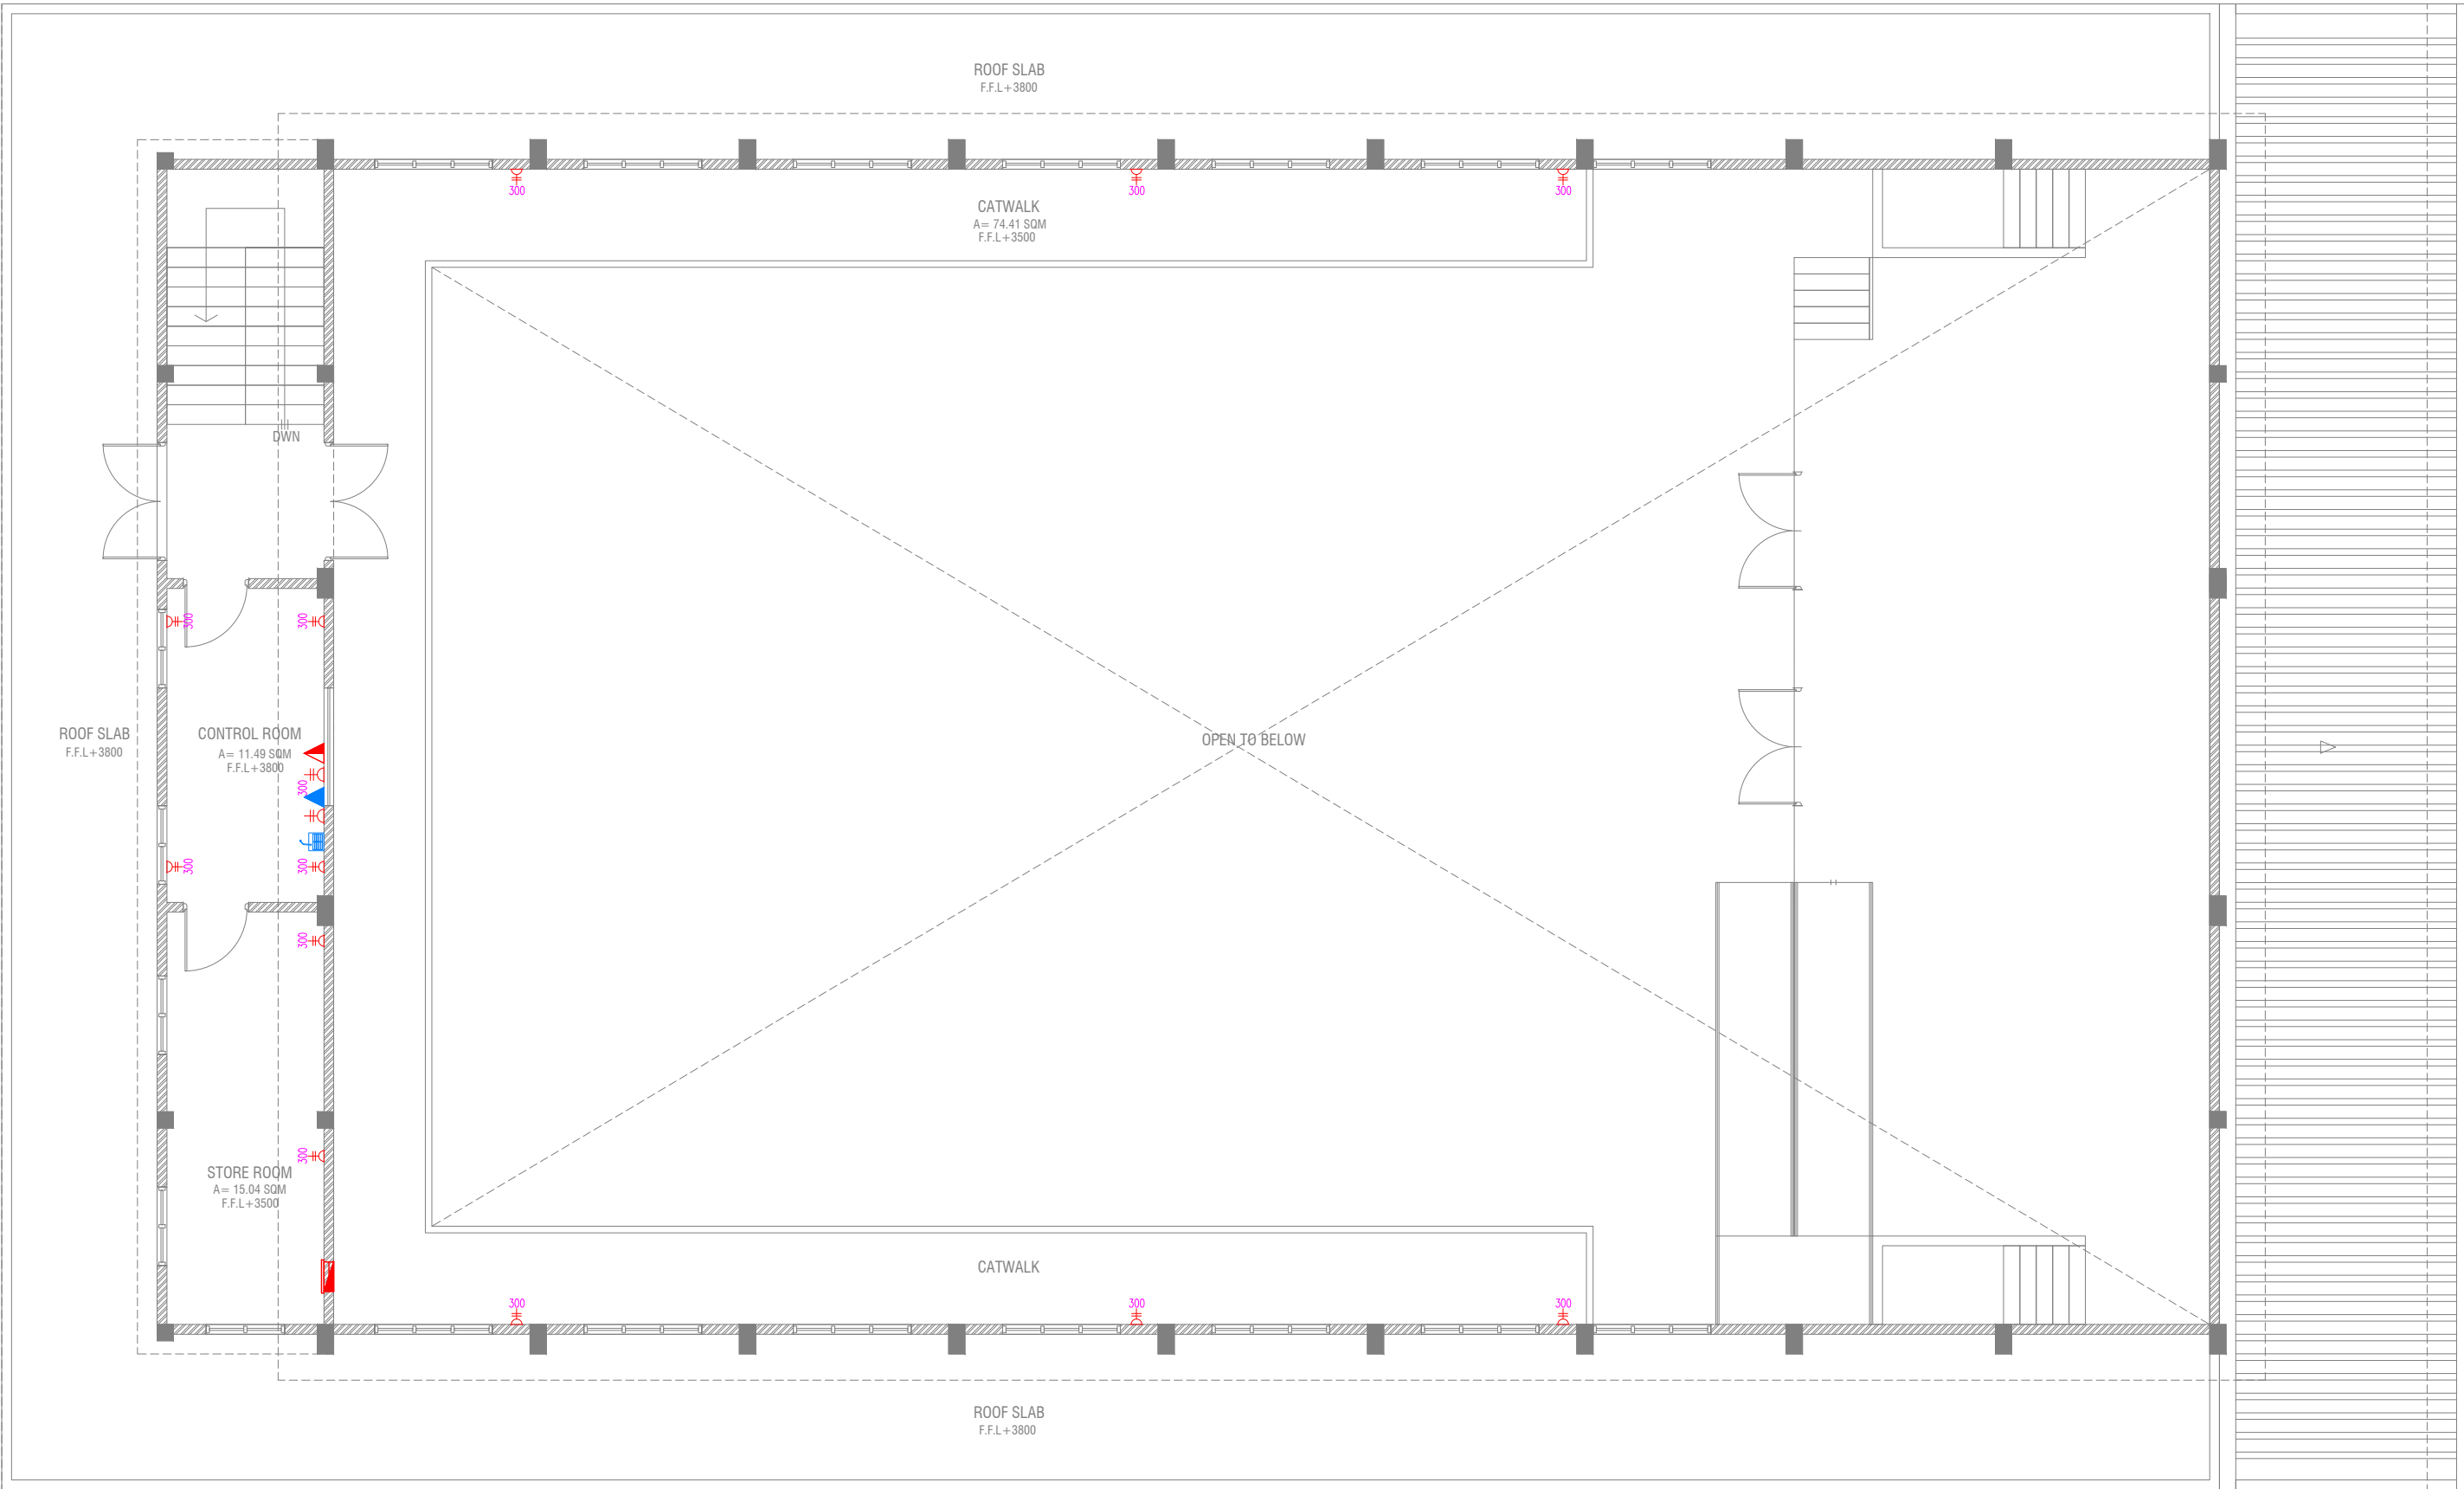 ROOF SLAB
F.F.L+3800
300
300
300
CATWALK
A= 74.41 SQM
F.F.L+3500
DWN
300
300
ROOF SLAB
F.F.L+3800
CONTROL ROOM
A= 11.49 SQM
F.F.L+3800
OPEN TO BELOW
300
300
300
300
300
STORE ROOM
A= 15.04 SQM
F.F.L+3500
CATWALK
300
300
300
ROOF SLAB
F.F.L+3800